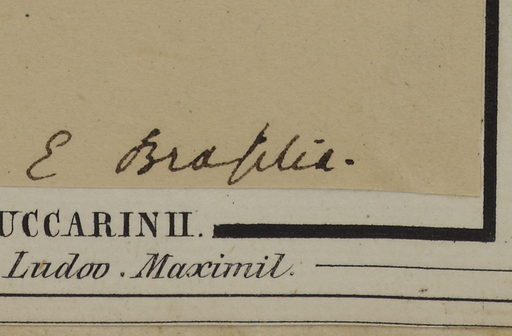 E Brasilia.
UCCARINII.
Ludov. Maximil.